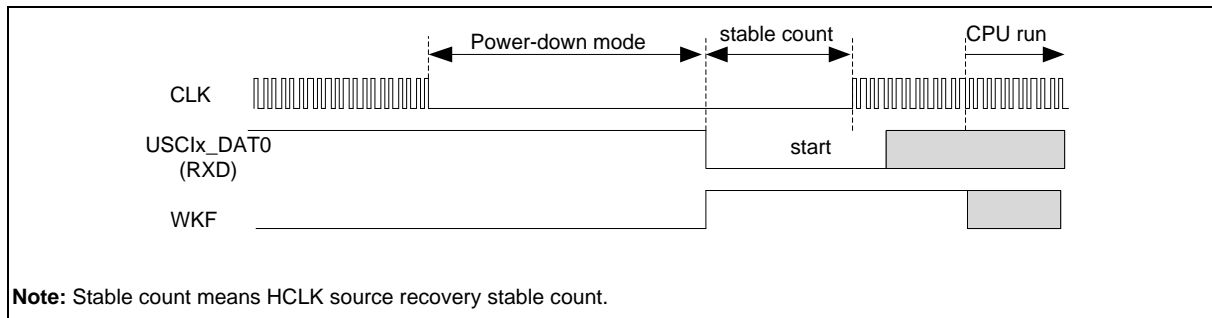 Power-down mode
stable count
CPU run
CLK
USCIx_DAT0
(RXD)
start
WKF
Note: Stable count means HCLK source recovery stable count.